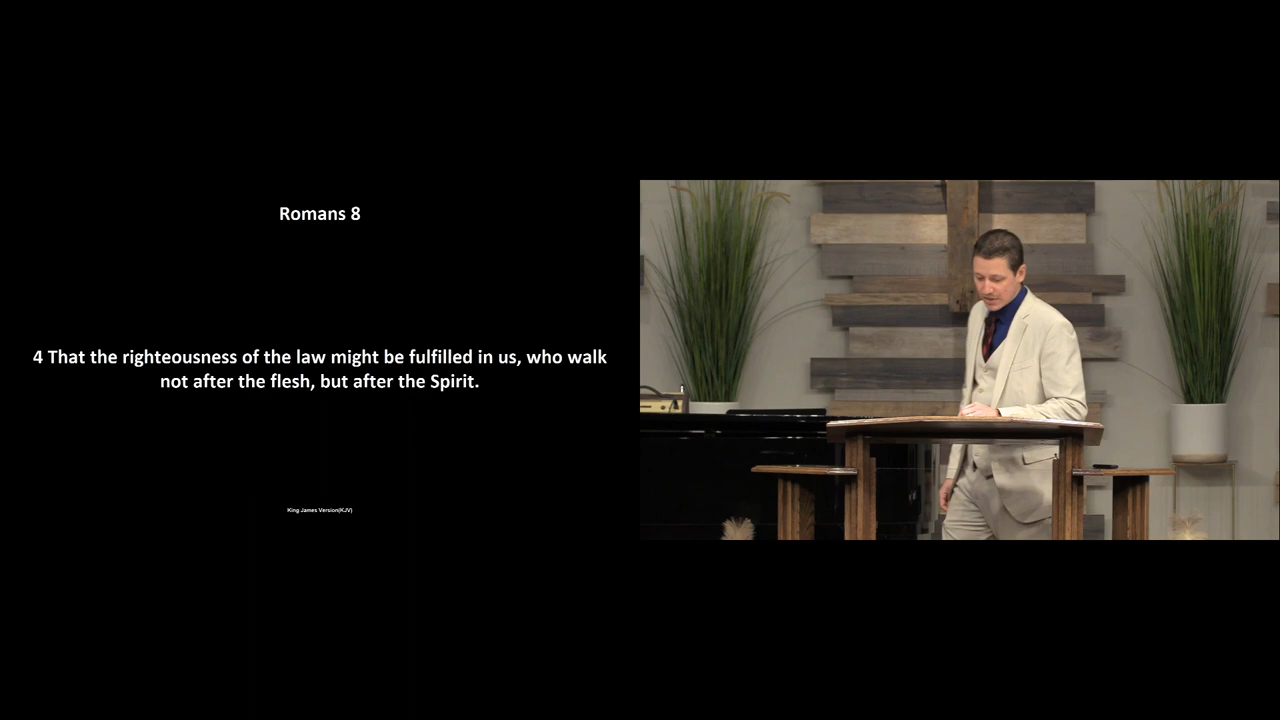 Romans 8
4 That the righteousness of the law might be fulfilled in us, who walk
not after the flesh, but after the Spirit.
King James Version(KJV)